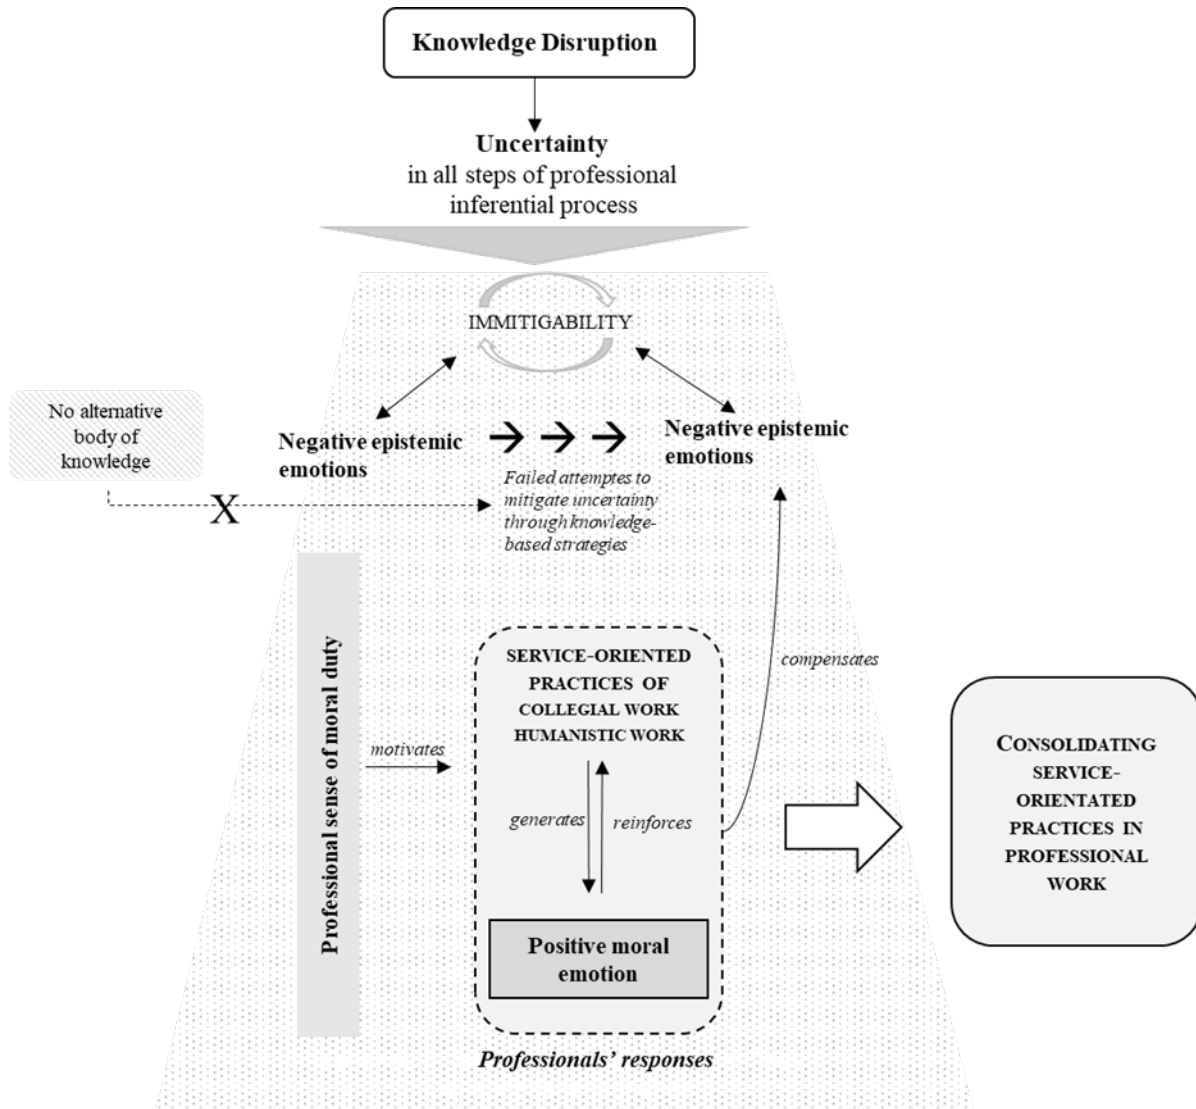 Knowledge Disruption
Uncertainty
in all steps of professional
inferential process
IMMITIGABILITY
No alternative
body of
knowledge
Negative epistemic
emotions
Negative epistemic
emotions
X
Failed attemptes to
mitigate uncertainty
through knowledge-
based strategies
Professional sense of moral duty
motivates
SERVICE-ORIENTED
PRACTICES OF
COLLEGIAL WORK
HUMANISTIC WORK
generates
reinforces
Positive moral
emotion
Professionals' responses
compensates
CONSOLIDATING
SERVICE-
ORIENTATED
PRACTICES IN
PROFESSIONAL
WORK